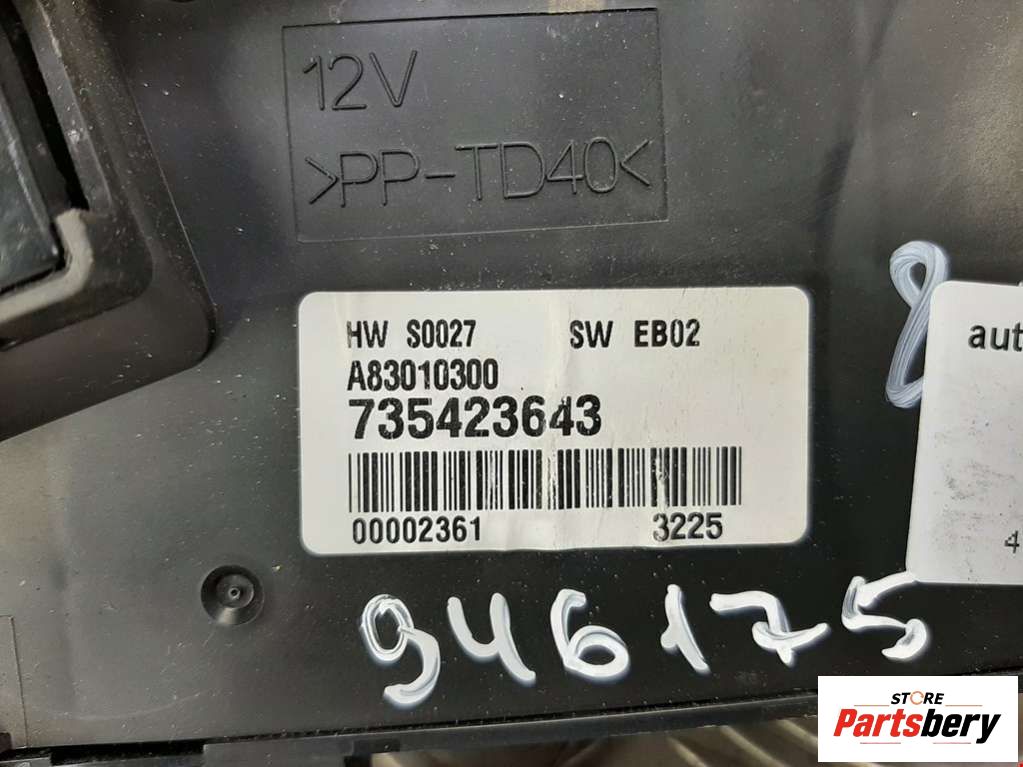 12V
>PP-TD40<
HW S0027 SW EB02
A83010300
735423643
00002361 3225
aut
4
946175
STORE
Partsbery